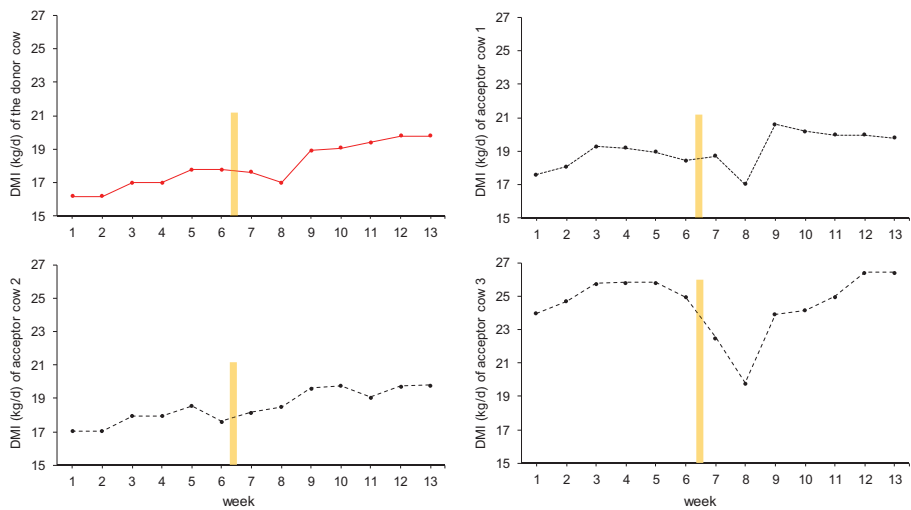 DMI (kg/d) of the donor cow
27
25
23
21
19
17
15
1 2 3 4 5 6 7 8 9 10 11 12 13
DMI (kg/d) of acceptor cow 1
27
25
23
21
19
17
15
1 2 3 4 5 6 7 8 9 10 11 12 13
DMI (kg/d) of acceptor cow 2
27
25
23
21
19
17
15
1 2 3 4 5 6 7 8 9 10 11 12 13
week
DMI (kg/d) of acceptor cow 3
27
25
23
21
19
17
15
1 2 3 4 5 6 7 8 9 10 11 12 13
week